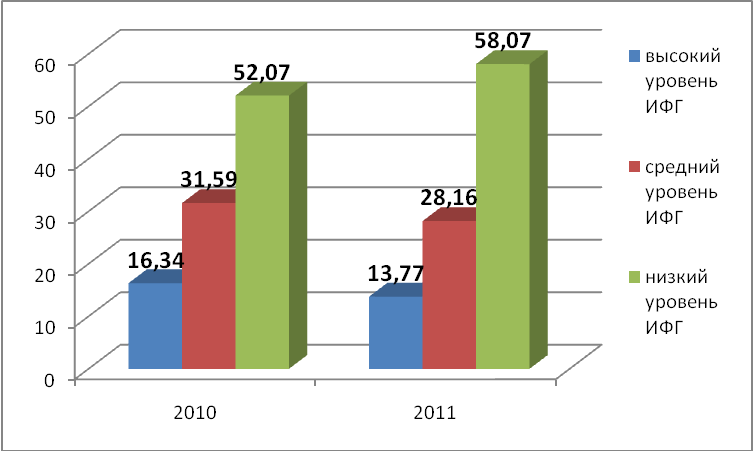 60
50
40
30
20
10
0
16,34
31,59
52,07
13,77
28,16
58,07
2010
2011
высокий
уровень
ИФГ
средний
уровень
ИФГ
низкий
уровень
ИФГ